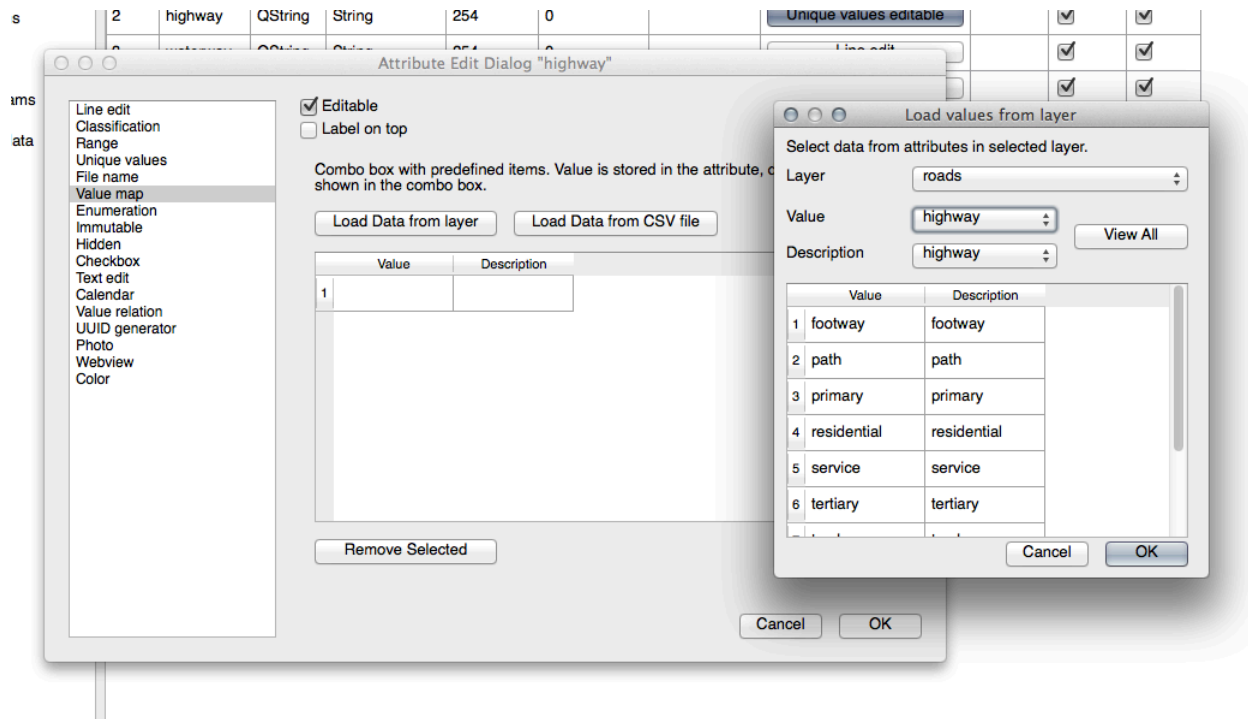 s
2 highway QString String 254 0 Unique values editable
Line edit
Attribute Edit Dialog "highway"
ams
ata
Line edit
Classification
Range
Unique values
File name
Value map
Enumeration
Immutable
Hidden
Checkbox
Text edit
Calendar
Value relation
UUID generator
Photo
Webview
Color
Editable
Label on top
Combo box with predefined items. Value is stored in the attribute,
shown in the combo box.
Load Data from layer Load Data from CSV file
Value Description
1
Remove Selected
Cancel OK
Load values from layer
Select data from attributes in selected layer.
Layer roads
Value highway
View All
Description highway
Value Description
1 footway footway
2 path path
3 primary primary
4 residential residential
5 service service
6 tertiary tertiary
Cancel OK